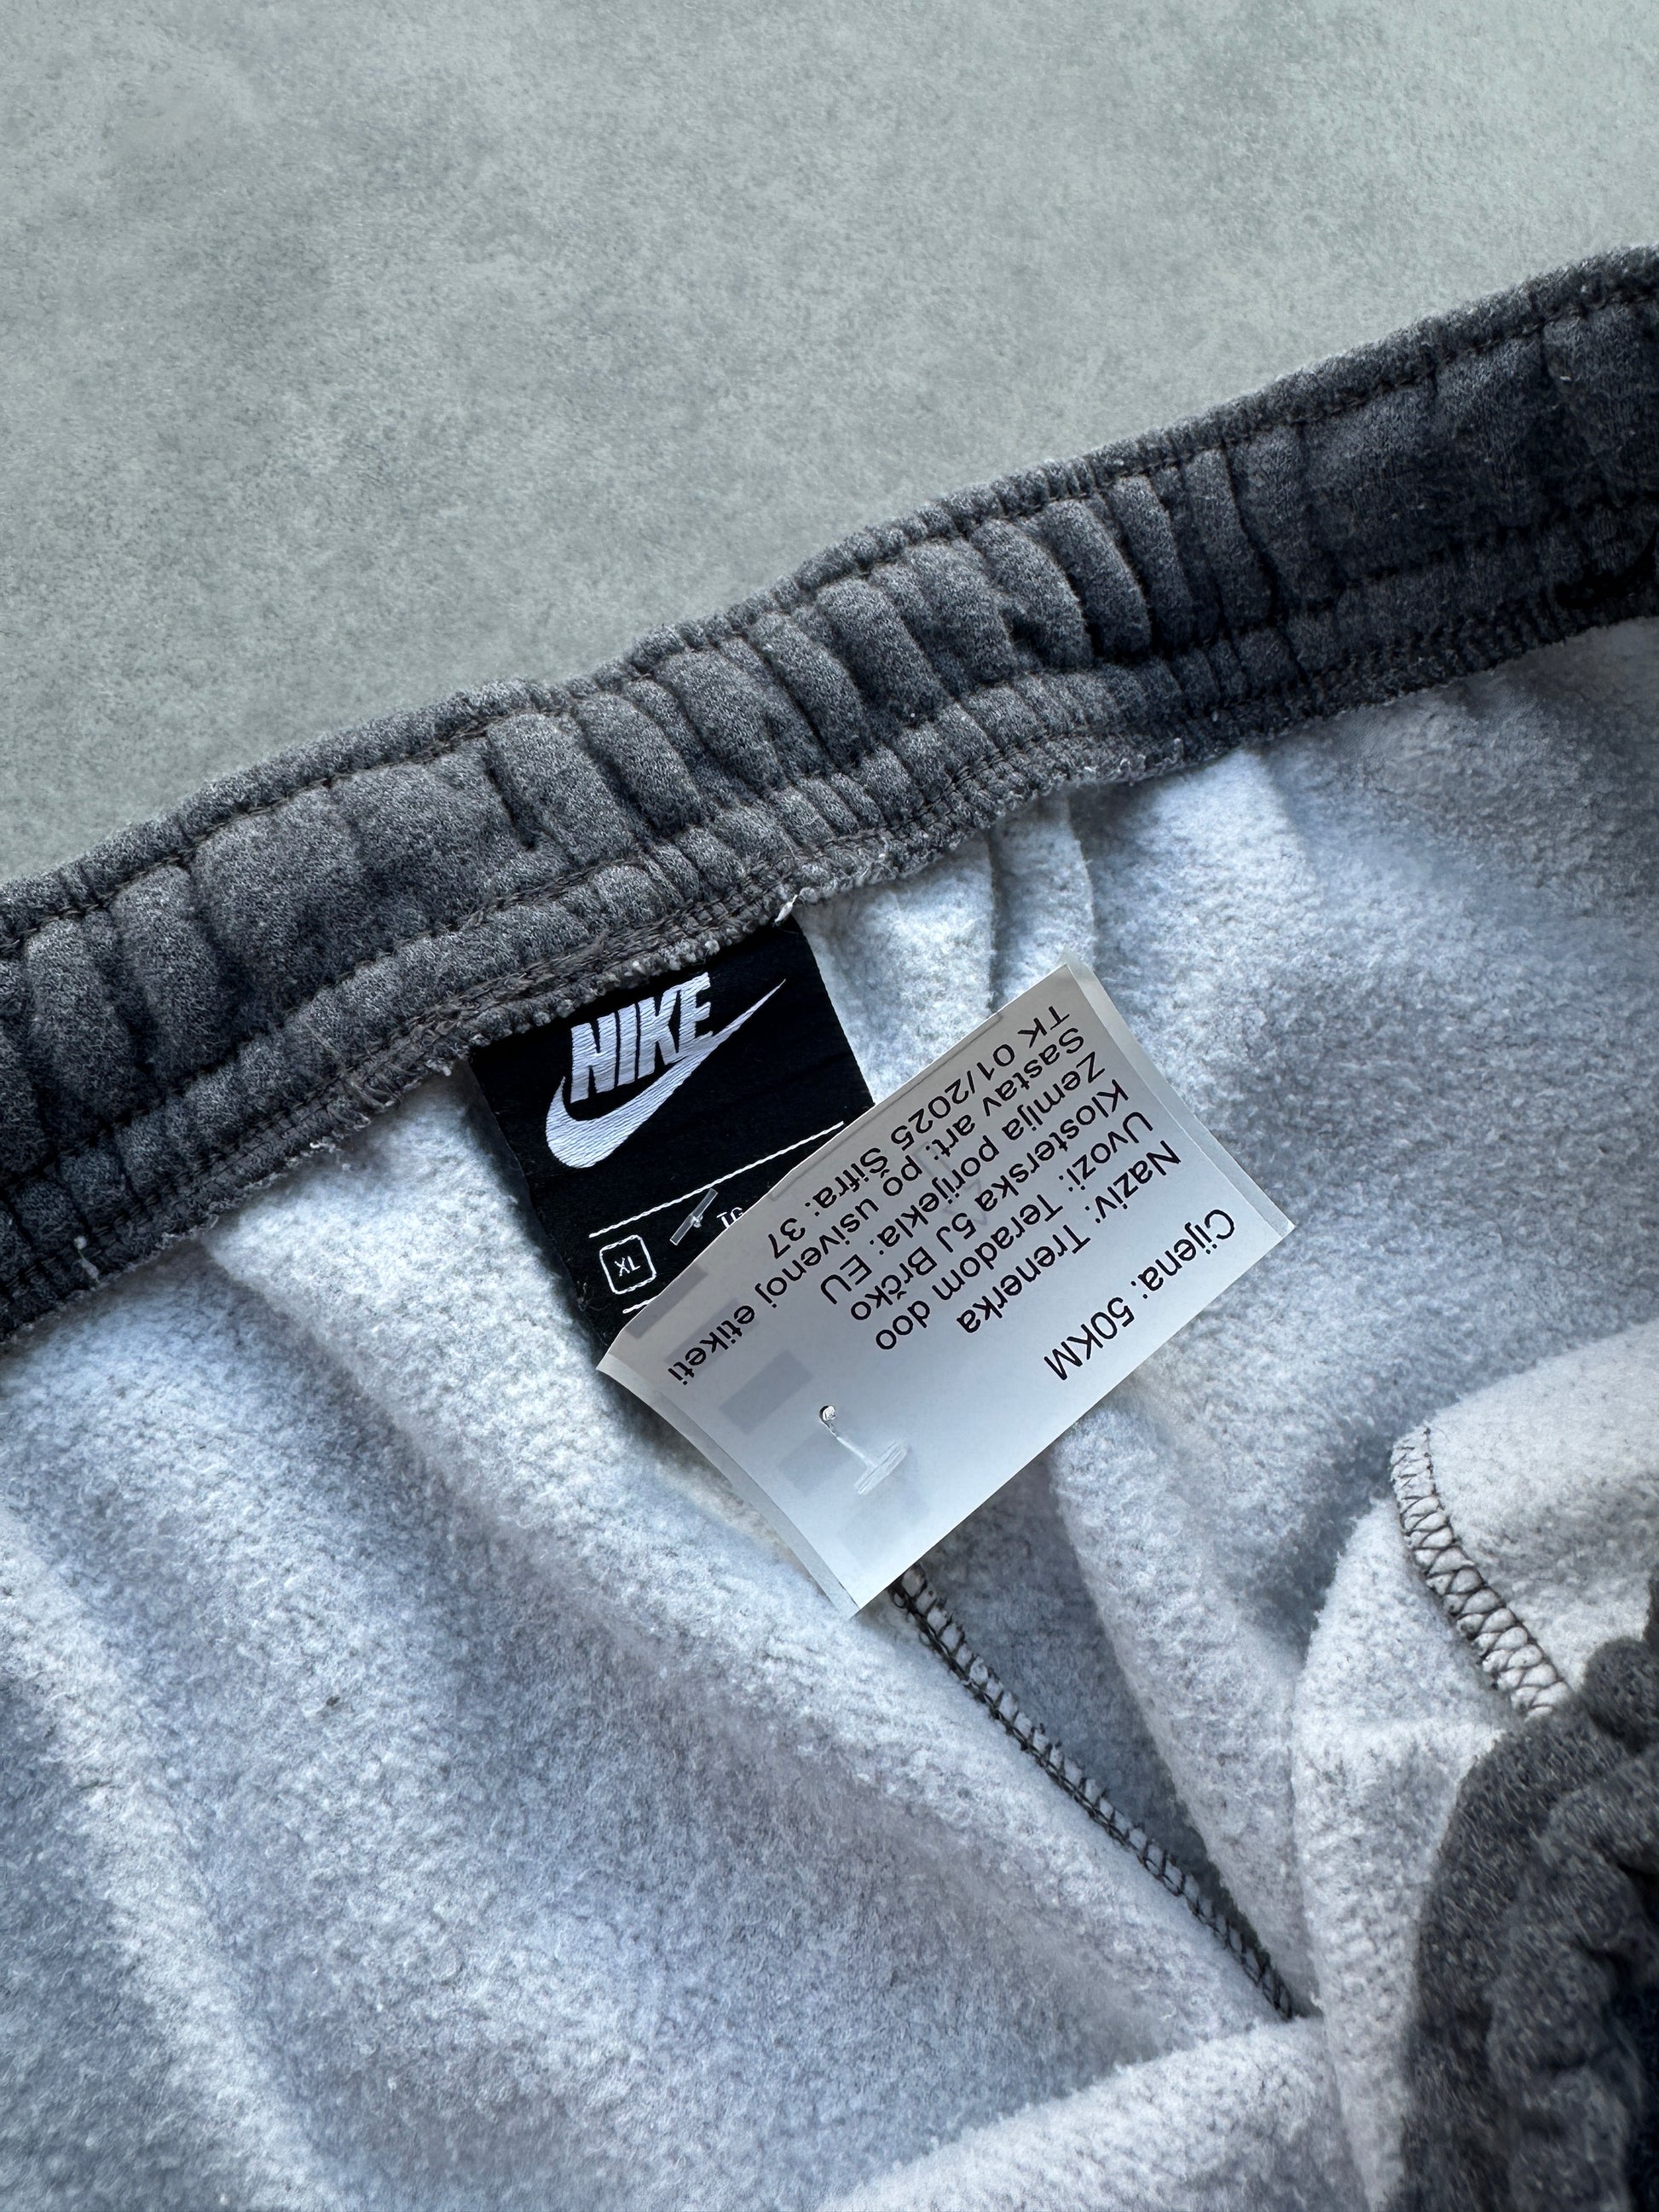 NIKE
XL
TG
Cijena: 50KM
Naziv: Trenerka
Uvozi: Teradom doo
Klosterska 5J Brčko
Zemlja porijekla: EU
Sastav art: po usivenoj etiketi
TK 01/2025 Šifra: 37